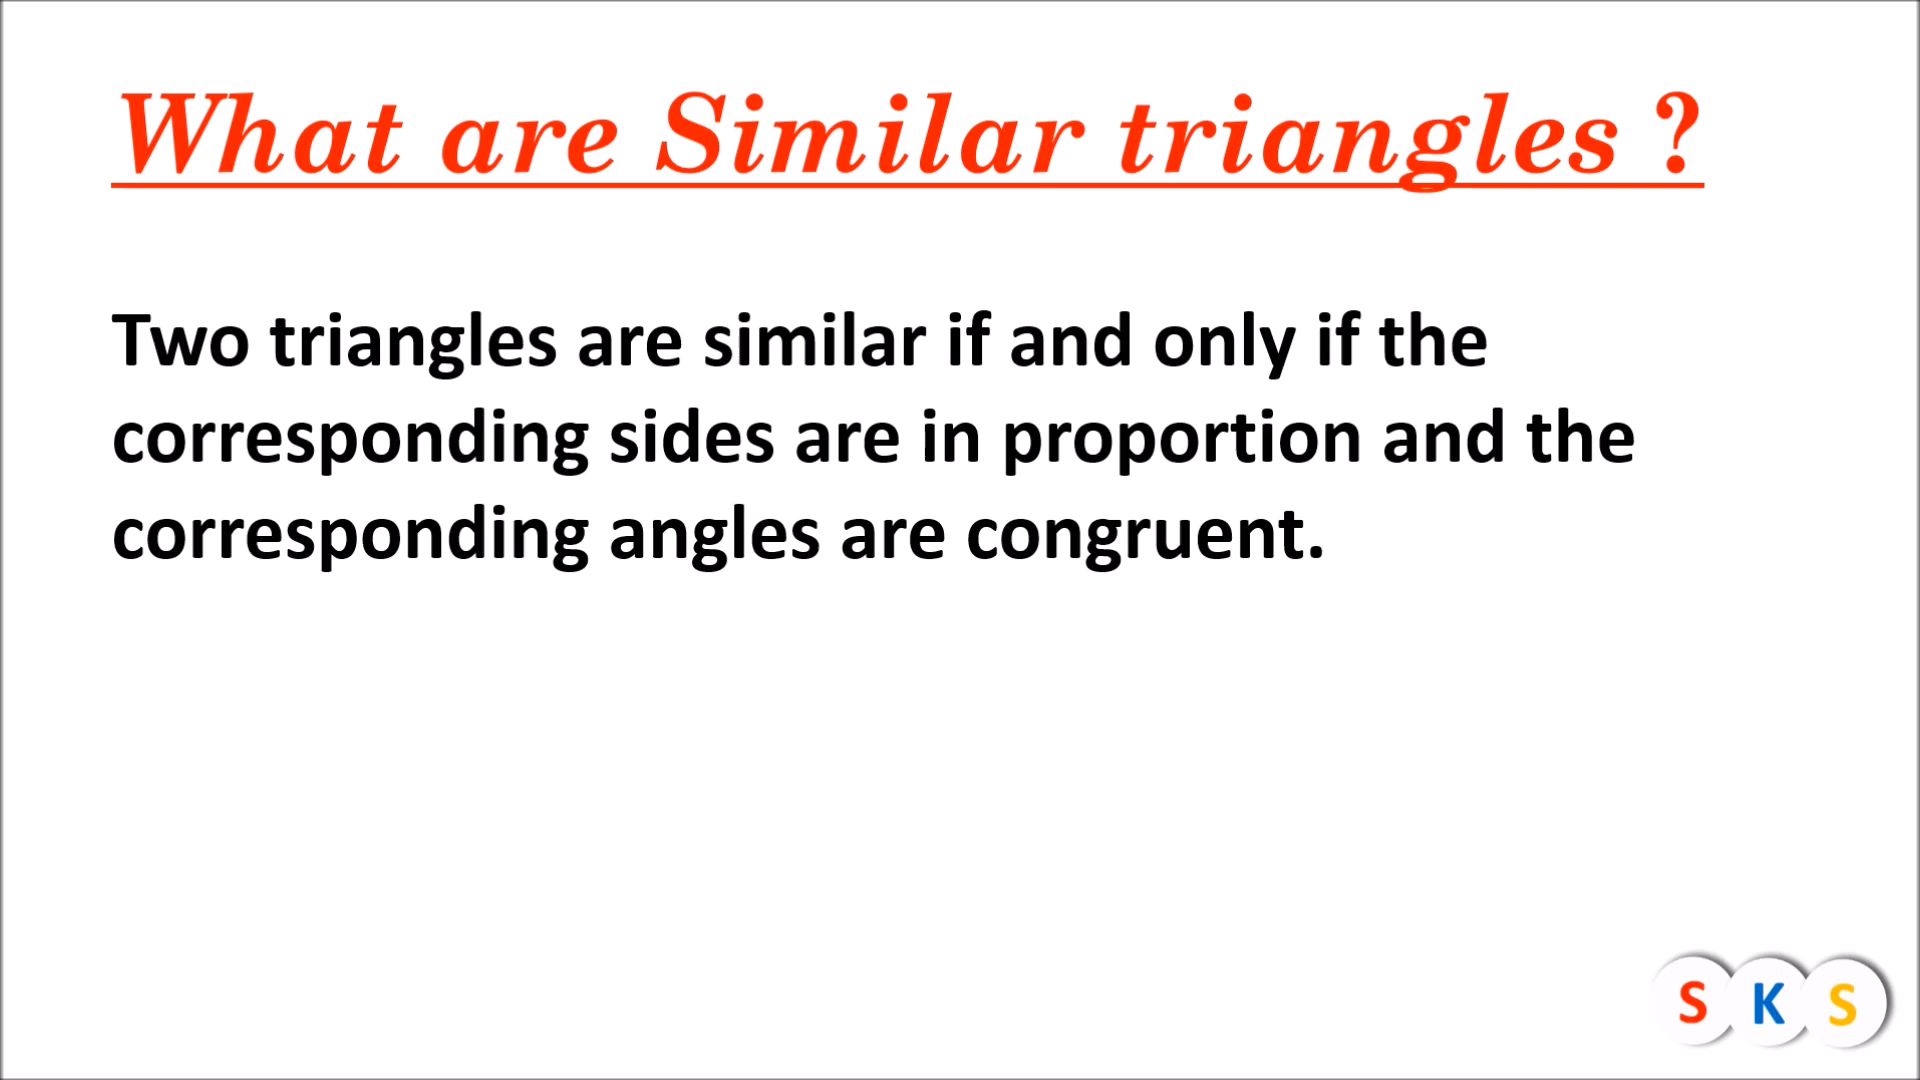 What are Similar triangles ?
Two triangles are similar if and only if the
corresponding sides are in proportion and the
corresponding angles are congruent.
S K S